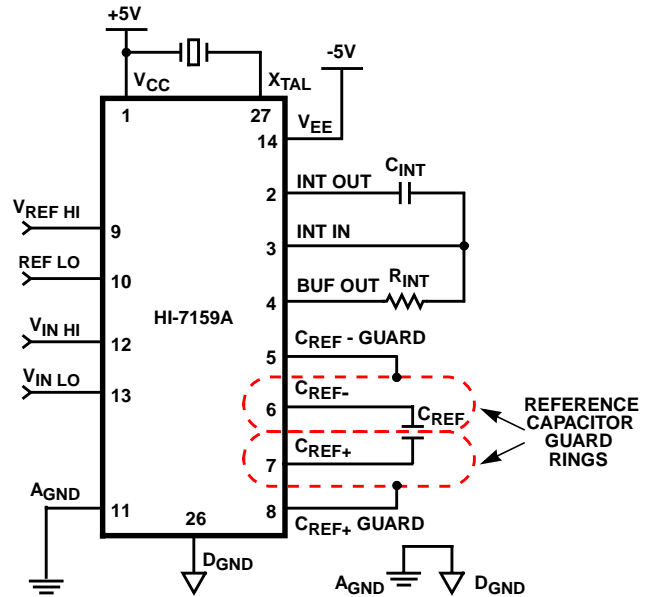 +5V
-5V
VCC
XTAL
1
27
VEE
14
INT OUT
CINT
2
VREF HI
9
INT IN
3
REF LO
10
BUF OUT
RINT
4
HI-7159A
CREF - GUARD
5
VIN HI
12
VIN LO
13
CREF-
6
CREF
REFERENCE
CAPACITOR
GUARD
RINGS
CREF+
7
AGND
11
26
8
CREF+ GUARD
DGND
AGND
DGND